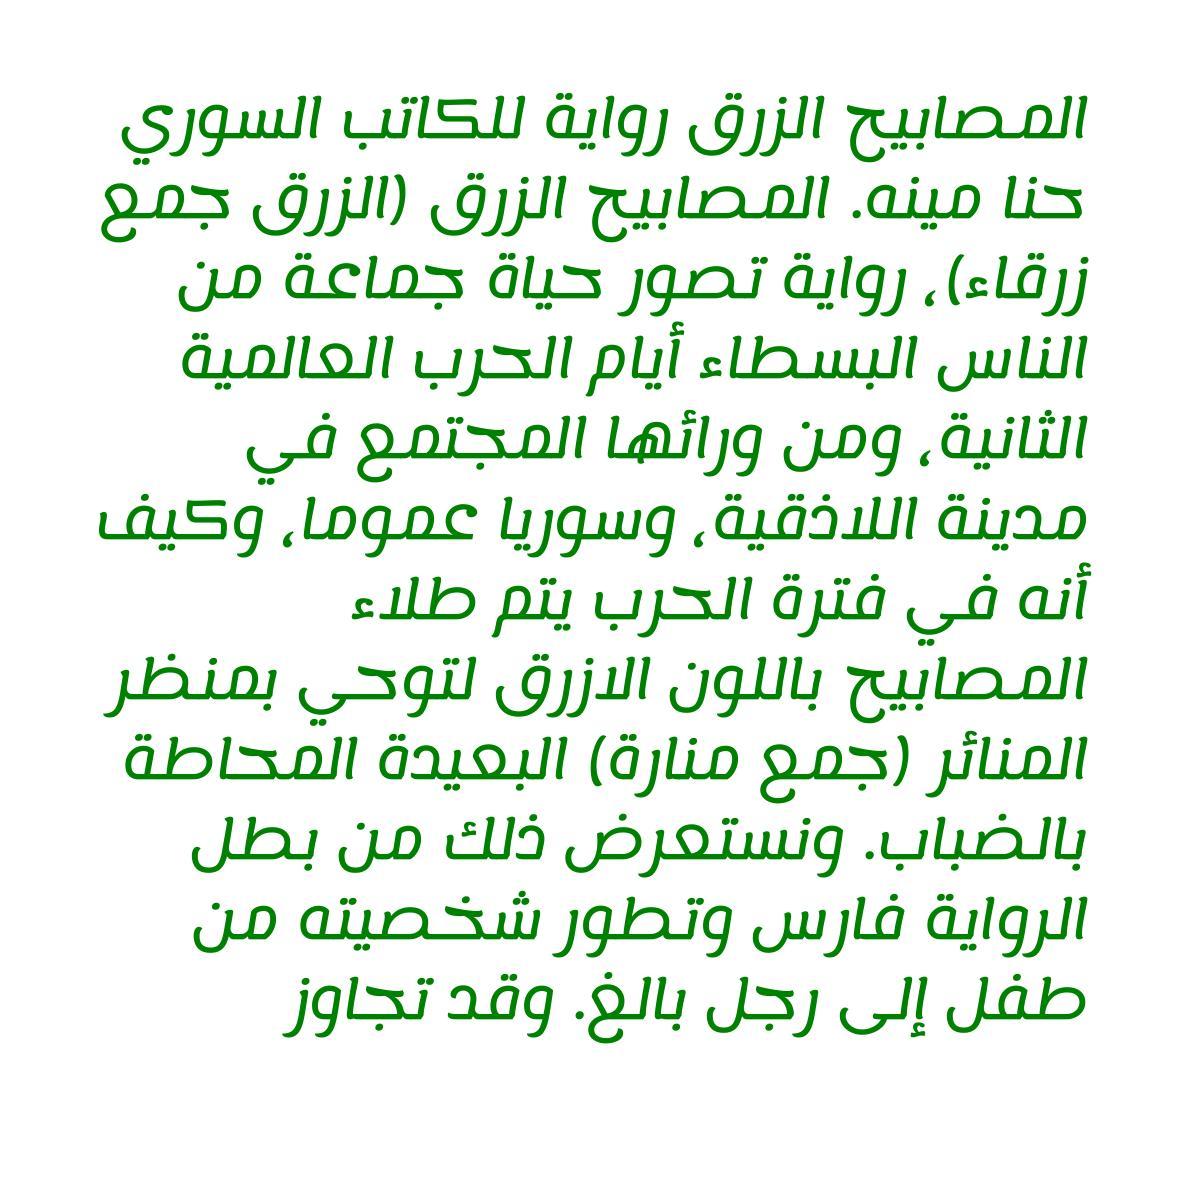 المصابيح الزرق رواية للكاتب السوري
حنا مينه. المصابيح الزرق (الزرق جمع
زرقاء)، رواية تصور حياة جماعة من
الناس البسطاء أيام الحرب العالمية
الثانية، ومن ورائها المجتمع في
مدينة اللاذقية، وسوريا عموما، وكيف
أنه في فترة الحرب يتم طلاء
المصابيح باللون الازرق لتوحي بمنظر
المنائر (جمع منارة) البعيدة المحاطة
بالضباب. ونستعرض ذلك من بطل
الرواية فارس وتطور شخصيته من
طفل إلى رجل بالغ. وقد تجاوز